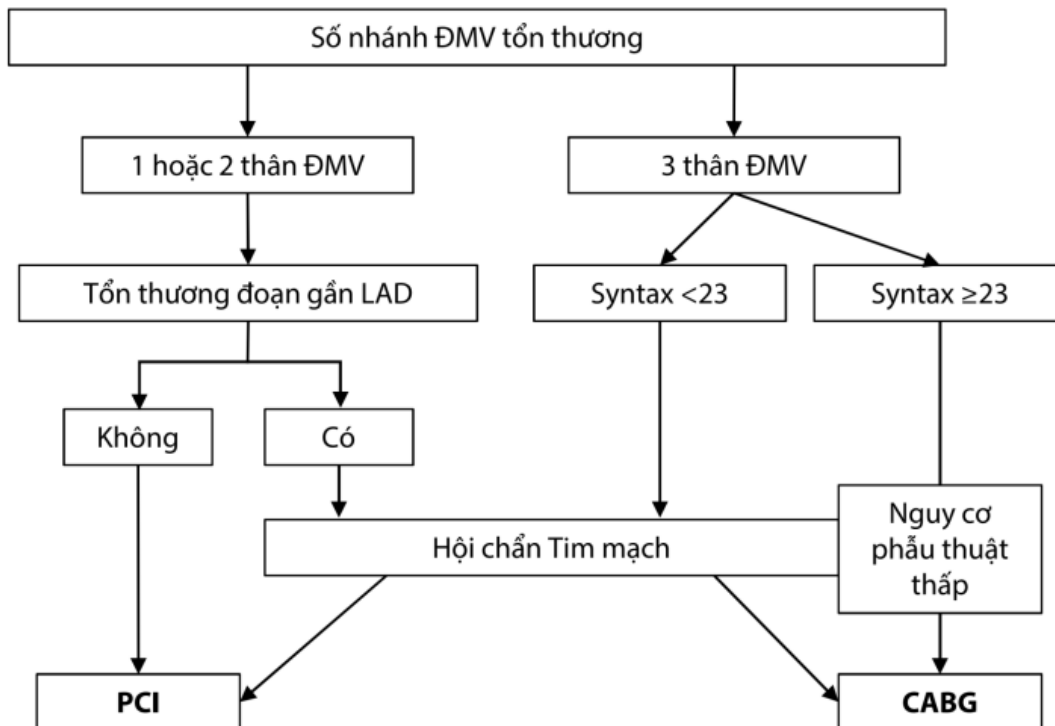 Số nhánh ĐMV tổn thương
1 hoặc 2 thân ĐMV
3 thân ĐMV
Tổn thương đoạn gần LAD
Syntax <23
Syntax ≥23
Không
Có
Hội chẩn Tim mạch
Nguy cơ
phẫu thuật
thấp
PCI
CABG